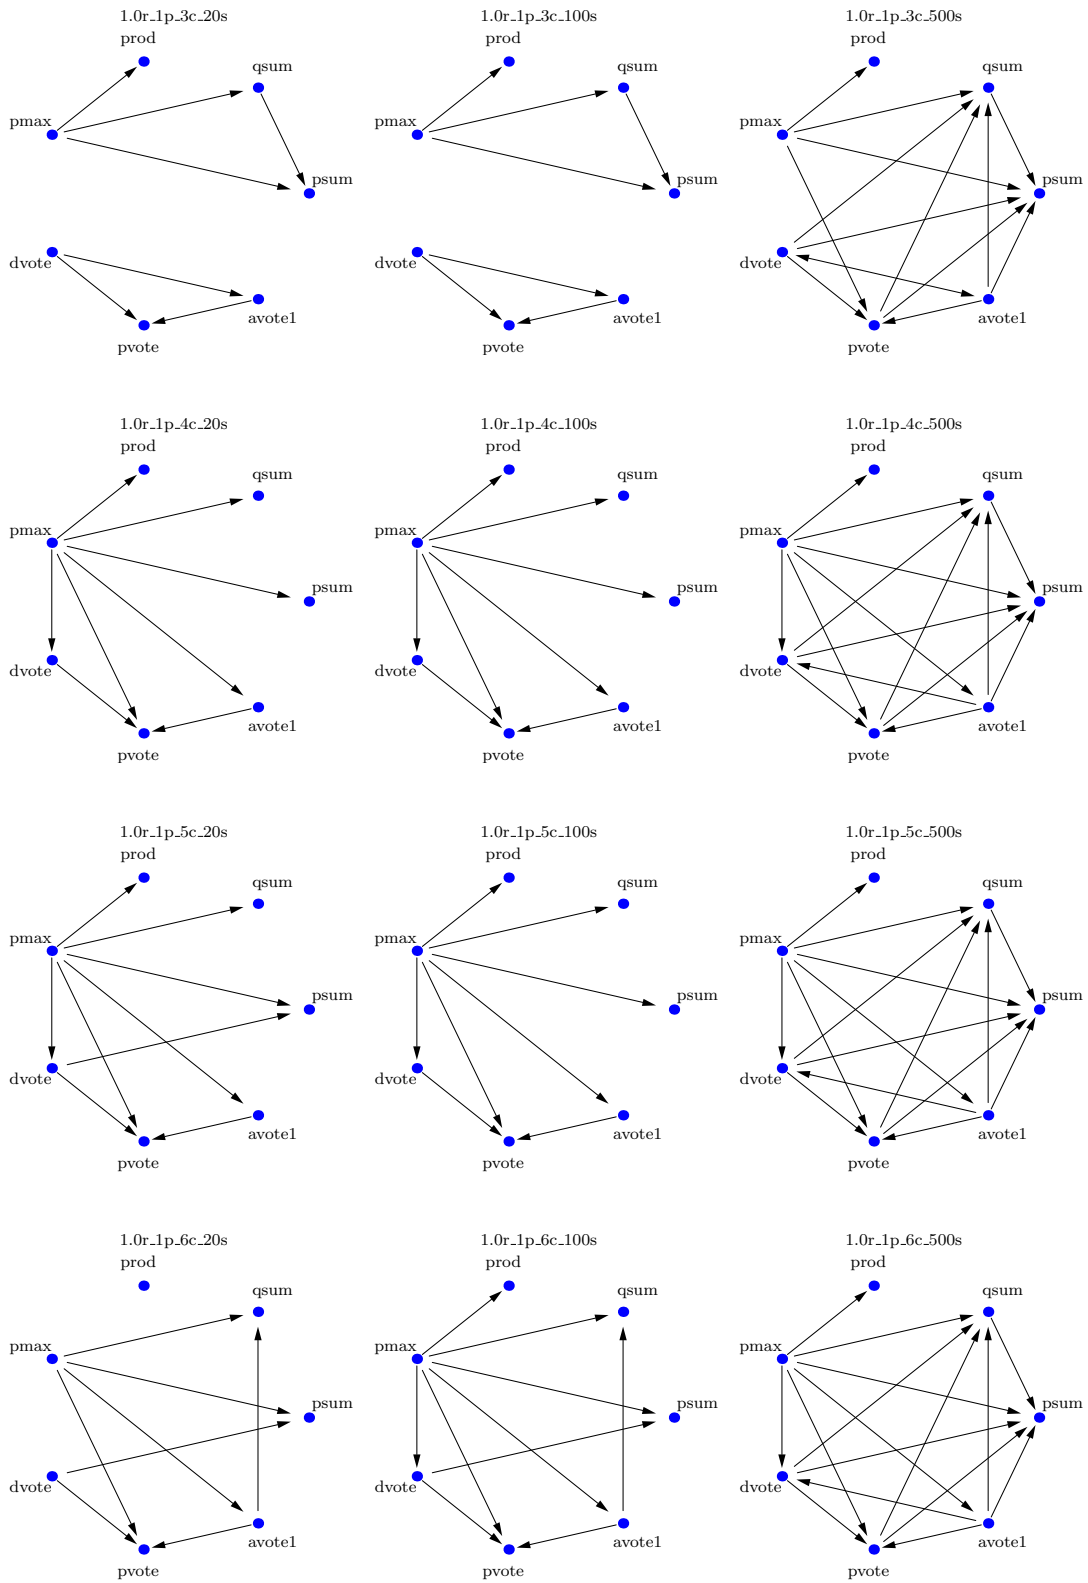 1.0r_1p_3c_20s
prod
qsum
pmax
psum
dvote
avote1
pvote
1.0r_1p_3c_100s
prod
qsum
pmax
psum
dvote
avote1
pvote
1.0r_1p_3c_500s
prod
qsum
pmax
psum
dvote
avote1
pvote
1.0r_1p_4c_20s
prod
qsum
pmax
psum
dvote
avote1
pvote
1.0r_1p_4c_100s
prod
qsum
pmax
psum
dvote
avote1
pvote
1.0r_1p_4c_500s
prod
qsum
pmax
psum
dvote
avote1
pvote
1.0r_1p_5c_20s
prod
qsum
pmax
psum
dvote
avote1
pvote
1.0r_1p_5c_100s
prod
qsum
pmax
psum
dvote
avote1
pvote
1.0r_1p_5c_500s
prod
qsum
pmax
psum
dvote
avote1
pvote
1.0r_1p_6c_20s
prod
qsum
pmax
psum
dvote
avote1
pvote
1.0r_1p_6c_100s
prod
qsum
pmax
psum
dvote
avote1
pvote
1.0r_1p_6c_500s
prod
qsum
pmax
psum
dvote
avote1
pvote